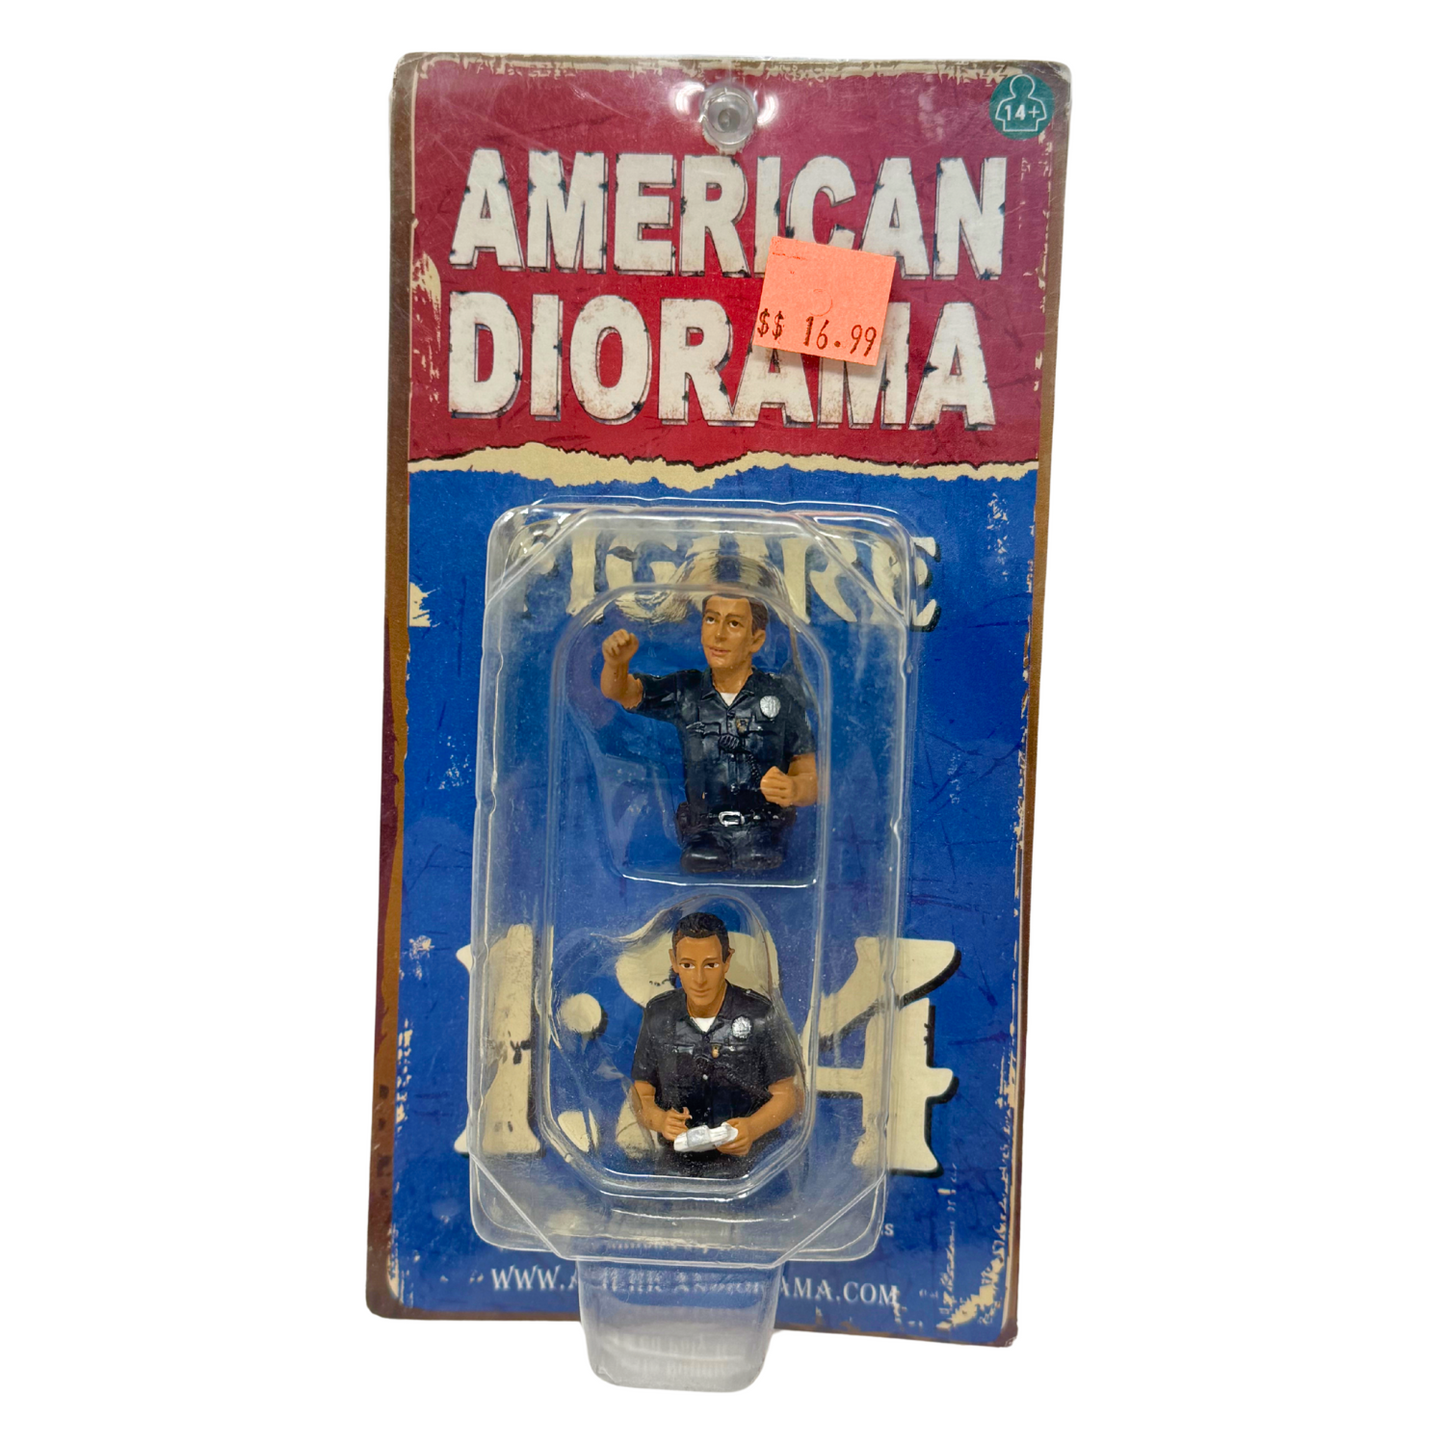 14+
AMERICAN
DIORAMA
$$ 16.99
FIGURE
1:24
WWW.AMERICANDIORAMA.COM